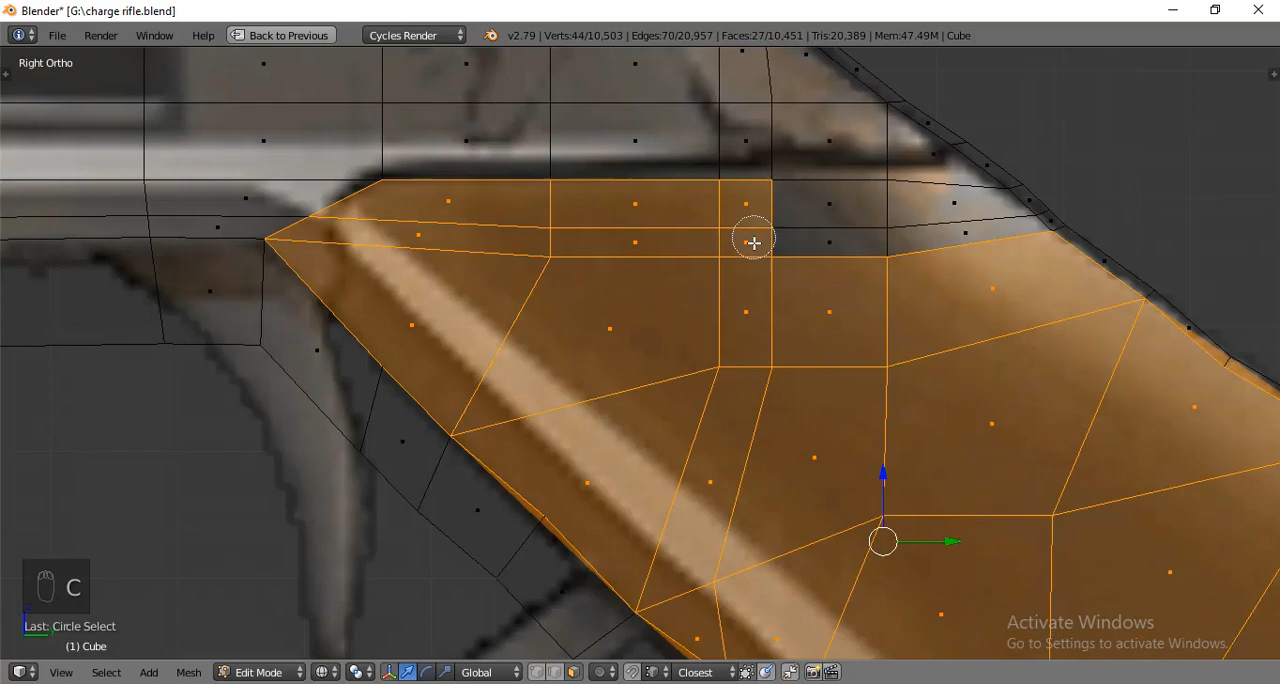 Blender* [G:\charge rifle.blend]
File Render Window Help Back to Previous Cycles Render v2.79 | Verts:44/10,503 | Edges:70/20,957 | Faces:27/10,451 | Tris:20,389 | Mem:47.49M | Cube
Right Ortho
C
Last: Circle Select
(1) Cube
Activate Windows
Go to Settings to activate Windows.
View Select Add Mesh Edit Mode Global Closest